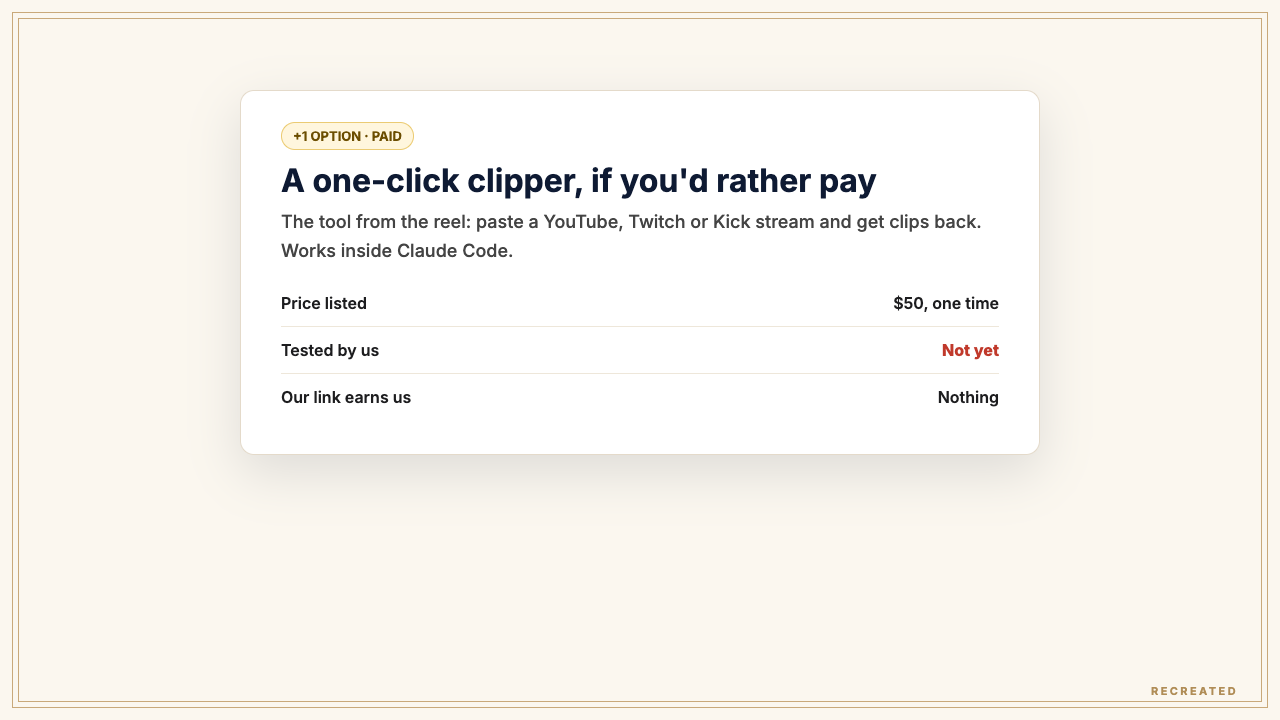 +1 OPTION · PAID
A one-click clipper, if you'd rather pay
The tool from the reel: paste a YouTube, Twitch or Kick stream and get clips back.
Works inside Claude Code.
Price listed $50, one time
Tested by us Not yet
Our link earns us Nothing
RECREATED